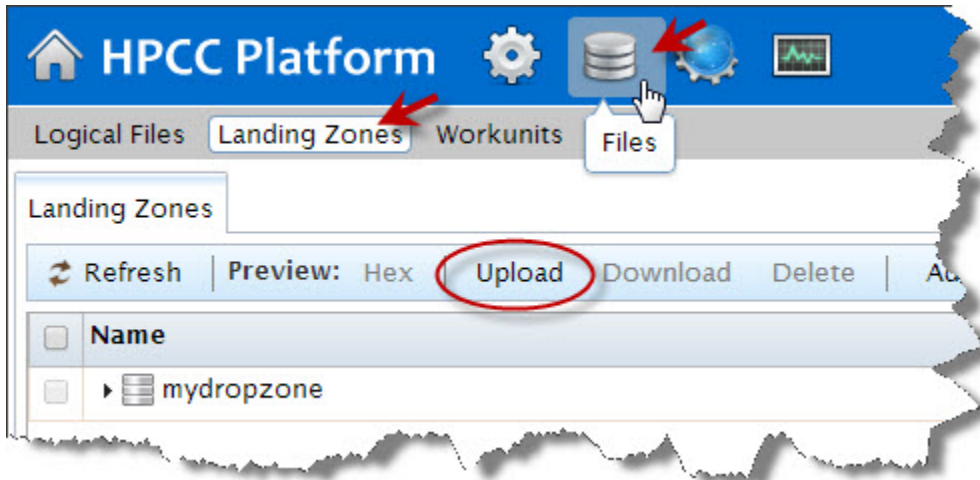 HPCC Platform
Logical Files Landing Zones Workunits
Files
Landing Zones
Refresh Preview: Hex Upload Download Delete
Name
mydropzone